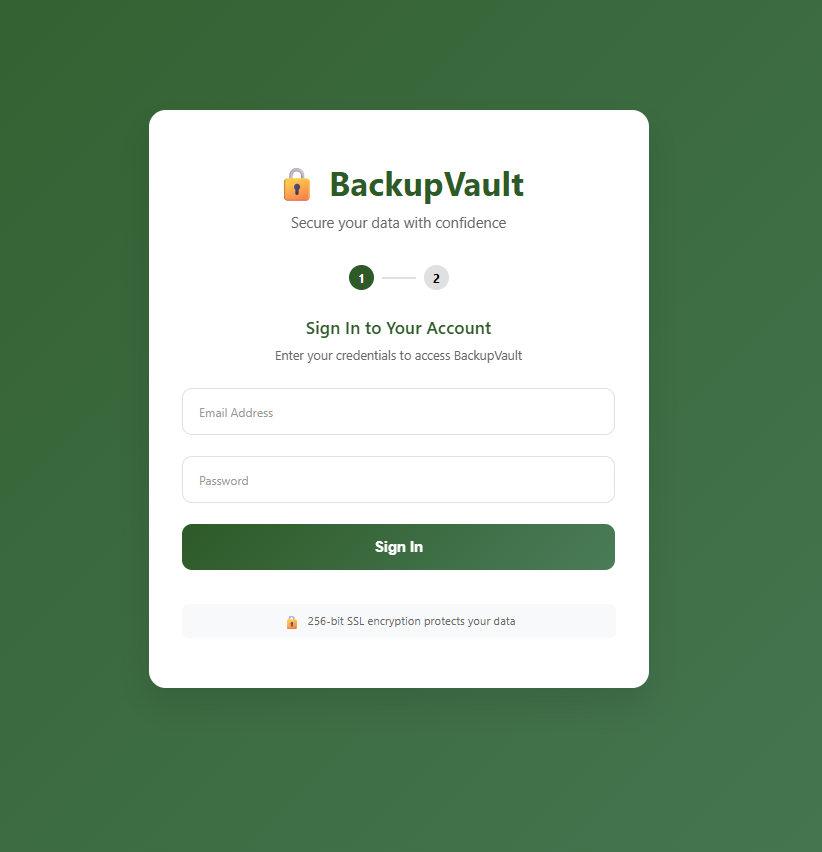 BackupVault
Secure your data with confidence
1 2
Sign In to Your Account
Enter your credentials to access BackupVault
Email Address
Password
Sign In
256-bit SSL encryption protects your data